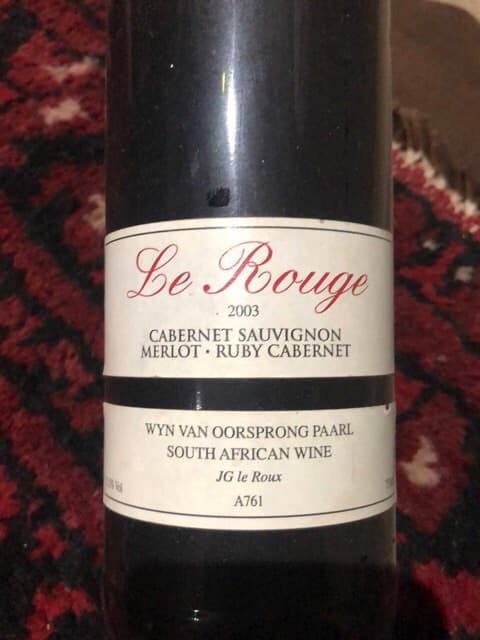 Le Rouge
2003
CABERNET SAUVIGNON
MERLOT · RUBY CABERNET
WYN VAN OORSPRONG PAARL
SOUTH AFRICAN WINE
JG le Roux
Vol
A761